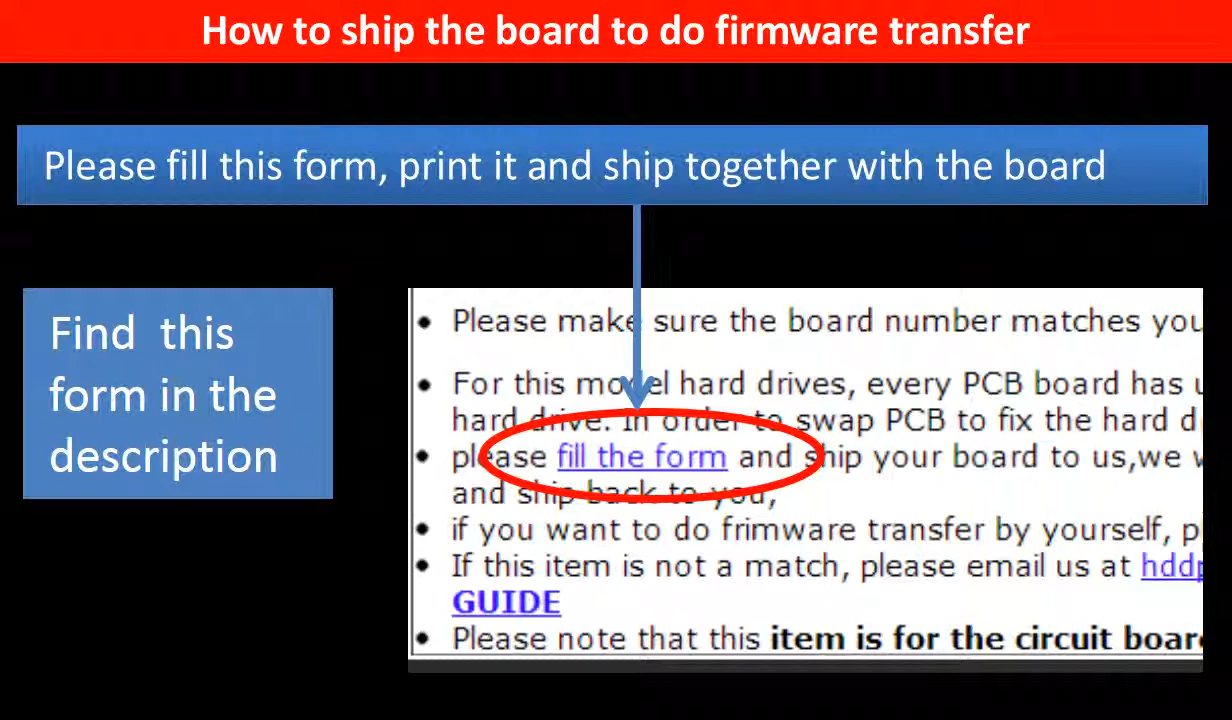 How to ship the board to do firmware transfer
Please fill this form, print it and ship together with the board
Find this
form in the
description
Please make sure the board number matches
For this model hard drives, every PCB board has
hard drive. In order to swap PCB to fix the hard
please fill the form and ship your board to us,we
and ship back to you,
if you want to do frimware transfer by yourself,
If this item is not a match, please email us at
GUIDE
Please note that this item is for the circuit